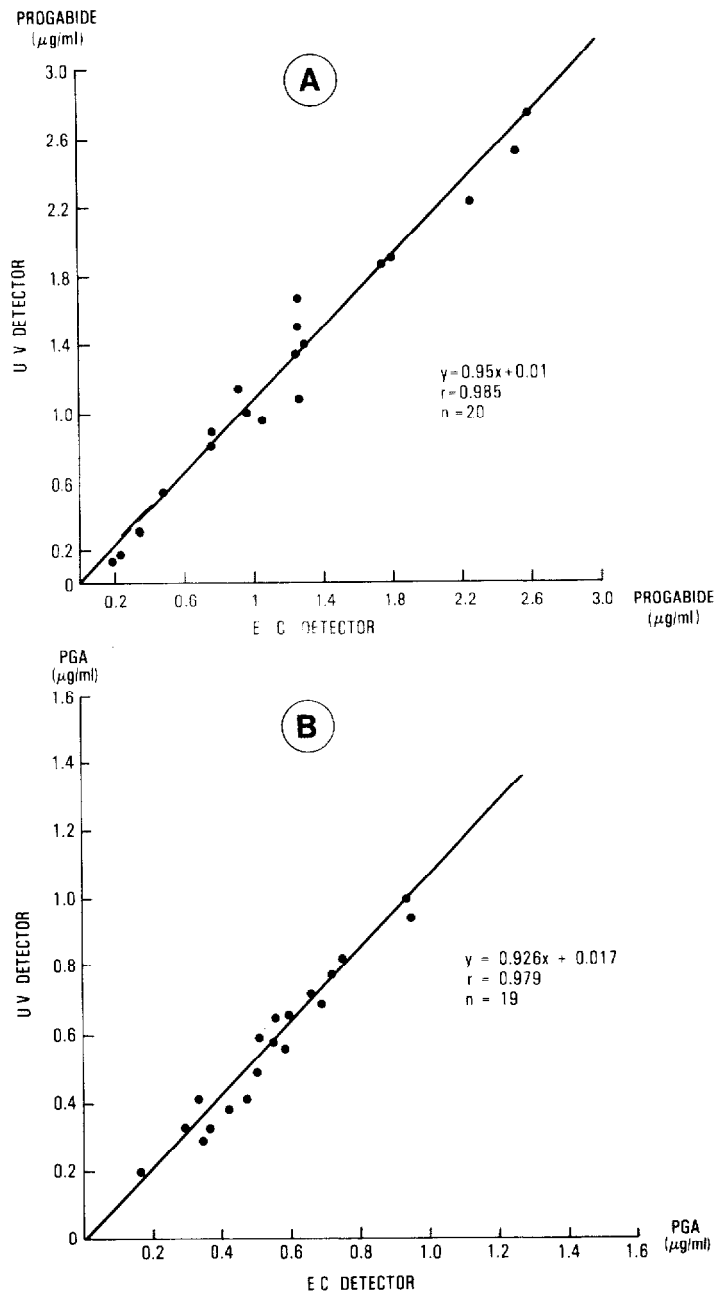 PROGABIDE
(μg/ml)
A
3.0
2.6
2.2
1.8
1.4
1.0
0.6
0.2
0
UV DETECTOR
y=0.95x+0.01
r=0.985
n=20
0.2 0.6 1 1.4 1.8 2.2 2.6 3.0
PROGABIDE
(μg/ml)
EC DETECTOR
PGA
(μg/ml)
B
1.6
1.4
1.2
1.0
0.8
0.6
0.4
0.2
0
UV DETECTOR
y = 0.926x + 0.017
r = 0.979
n = 19
0.2 0.4 0.6 0.8 1.0 1.2 1.4 1.6
PGA
(μg/ml)
EC DETECTOR